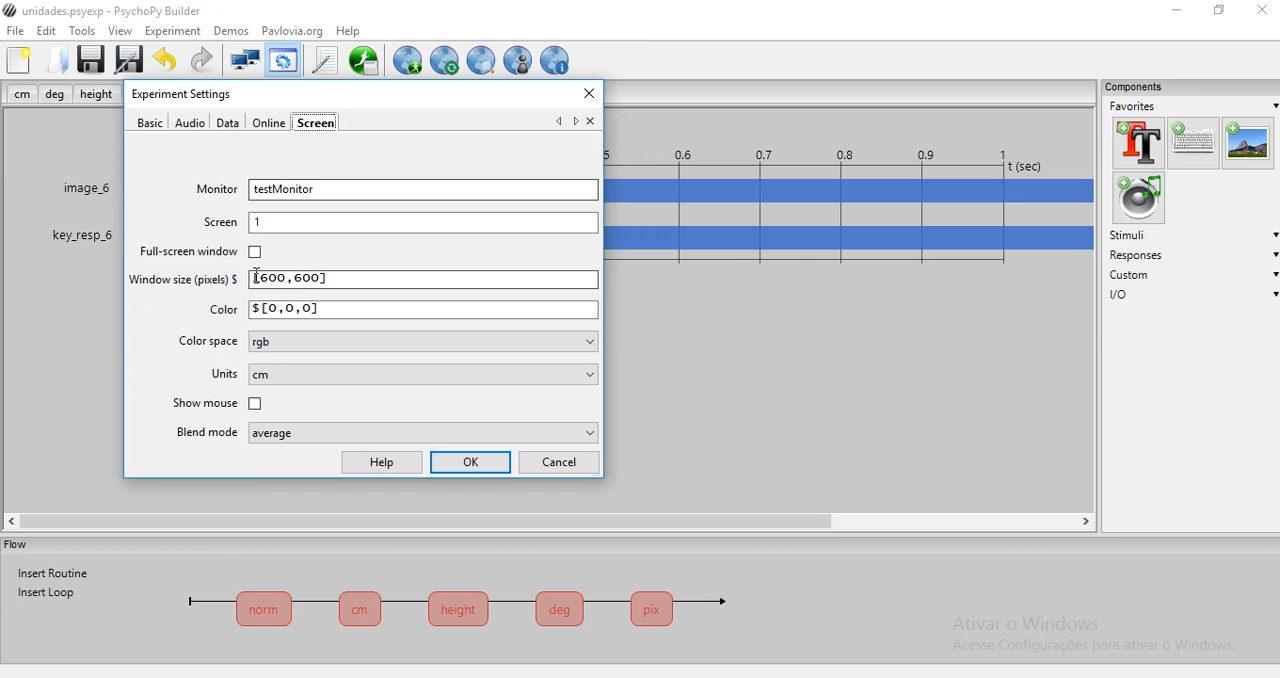 unidades.psyexp - PsychoPy Builder
File Edit Tools View Experiment Demos Pavlovia.org Help
cm deg height
Experiment Settings
Basic Audio Data Online Screen
Monitor testMonitor
Screen 1
Full-screen window
Window size (pixels) $ [600,600]
Color $[0,0,0]
Color space rgb
Units cm
Show mouse
Blend mode average
Help OK Cancel
5 0.6 0.7 0.8 0.9 1 t (sec)
image_6
key_resp_6
Components
Favorites
Stimuli
Responses
Custom
I/O
Flow
Insert Routine
Insert Loop
norm cm height deg pix
Ativar o Windows
Acesse Configurações para ativar o Windows.